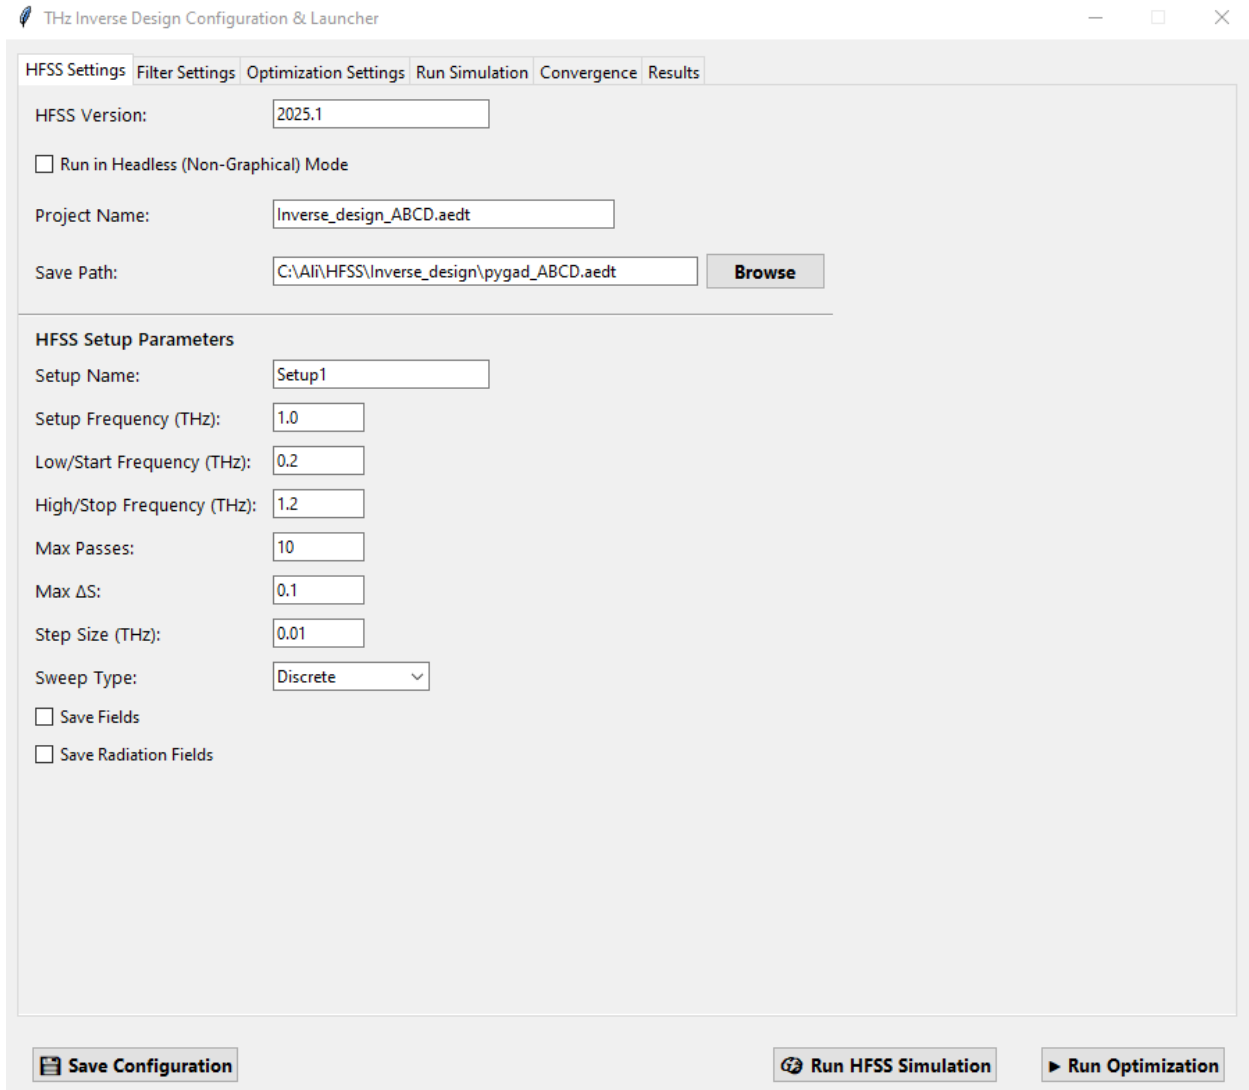 THz Inverse Design Configuration & Launcher
HFSS Settings Filter Settings Optimization Settings Run Simulation Convergence Results
HFSS Version: 2025.1
Run in Headless (Non-Graphical) Mode
Project Name: Inverse_design_ABCD.aedt
Save Path: C:\Ali\HFSS\Inverse_design\pygad_ABCD.aedt Browse
HFSS Setup Parameters
Setup Name: Setup1
Setup Frequency (THz): 1.0
Low/Start Frequency (THz): 0.2
High/Stop Frequency (THz): 1.2
Max Passes: 10
Max ΔS: 0.1
Step Size (THz): 0.01
Sweep Type: Discrete
Save Fields
Save Radiation Fields
Save Configuration Run HFSS Simulation Run Optimization